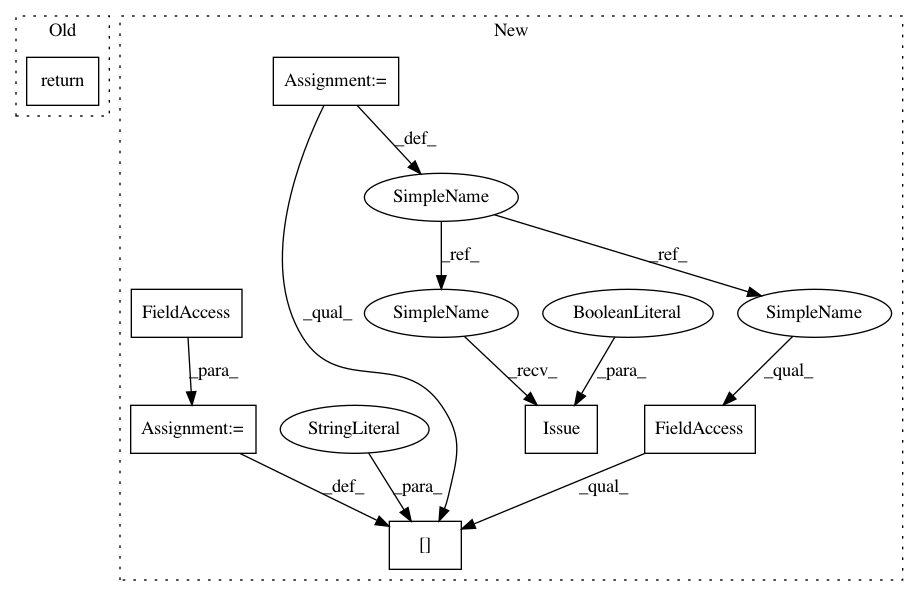 Old
New
return
Assignment:=
_def_
SimpleName
_ref_
_ref_
FieldAccess
_qual_
SimpleName
BooleanLiteral
SimpleName
_para_
_recv_
_para_
_qual_
Assignment:=
StringLiteral
Issue
FieldAccess
_def_
_para_
_qual_
[]